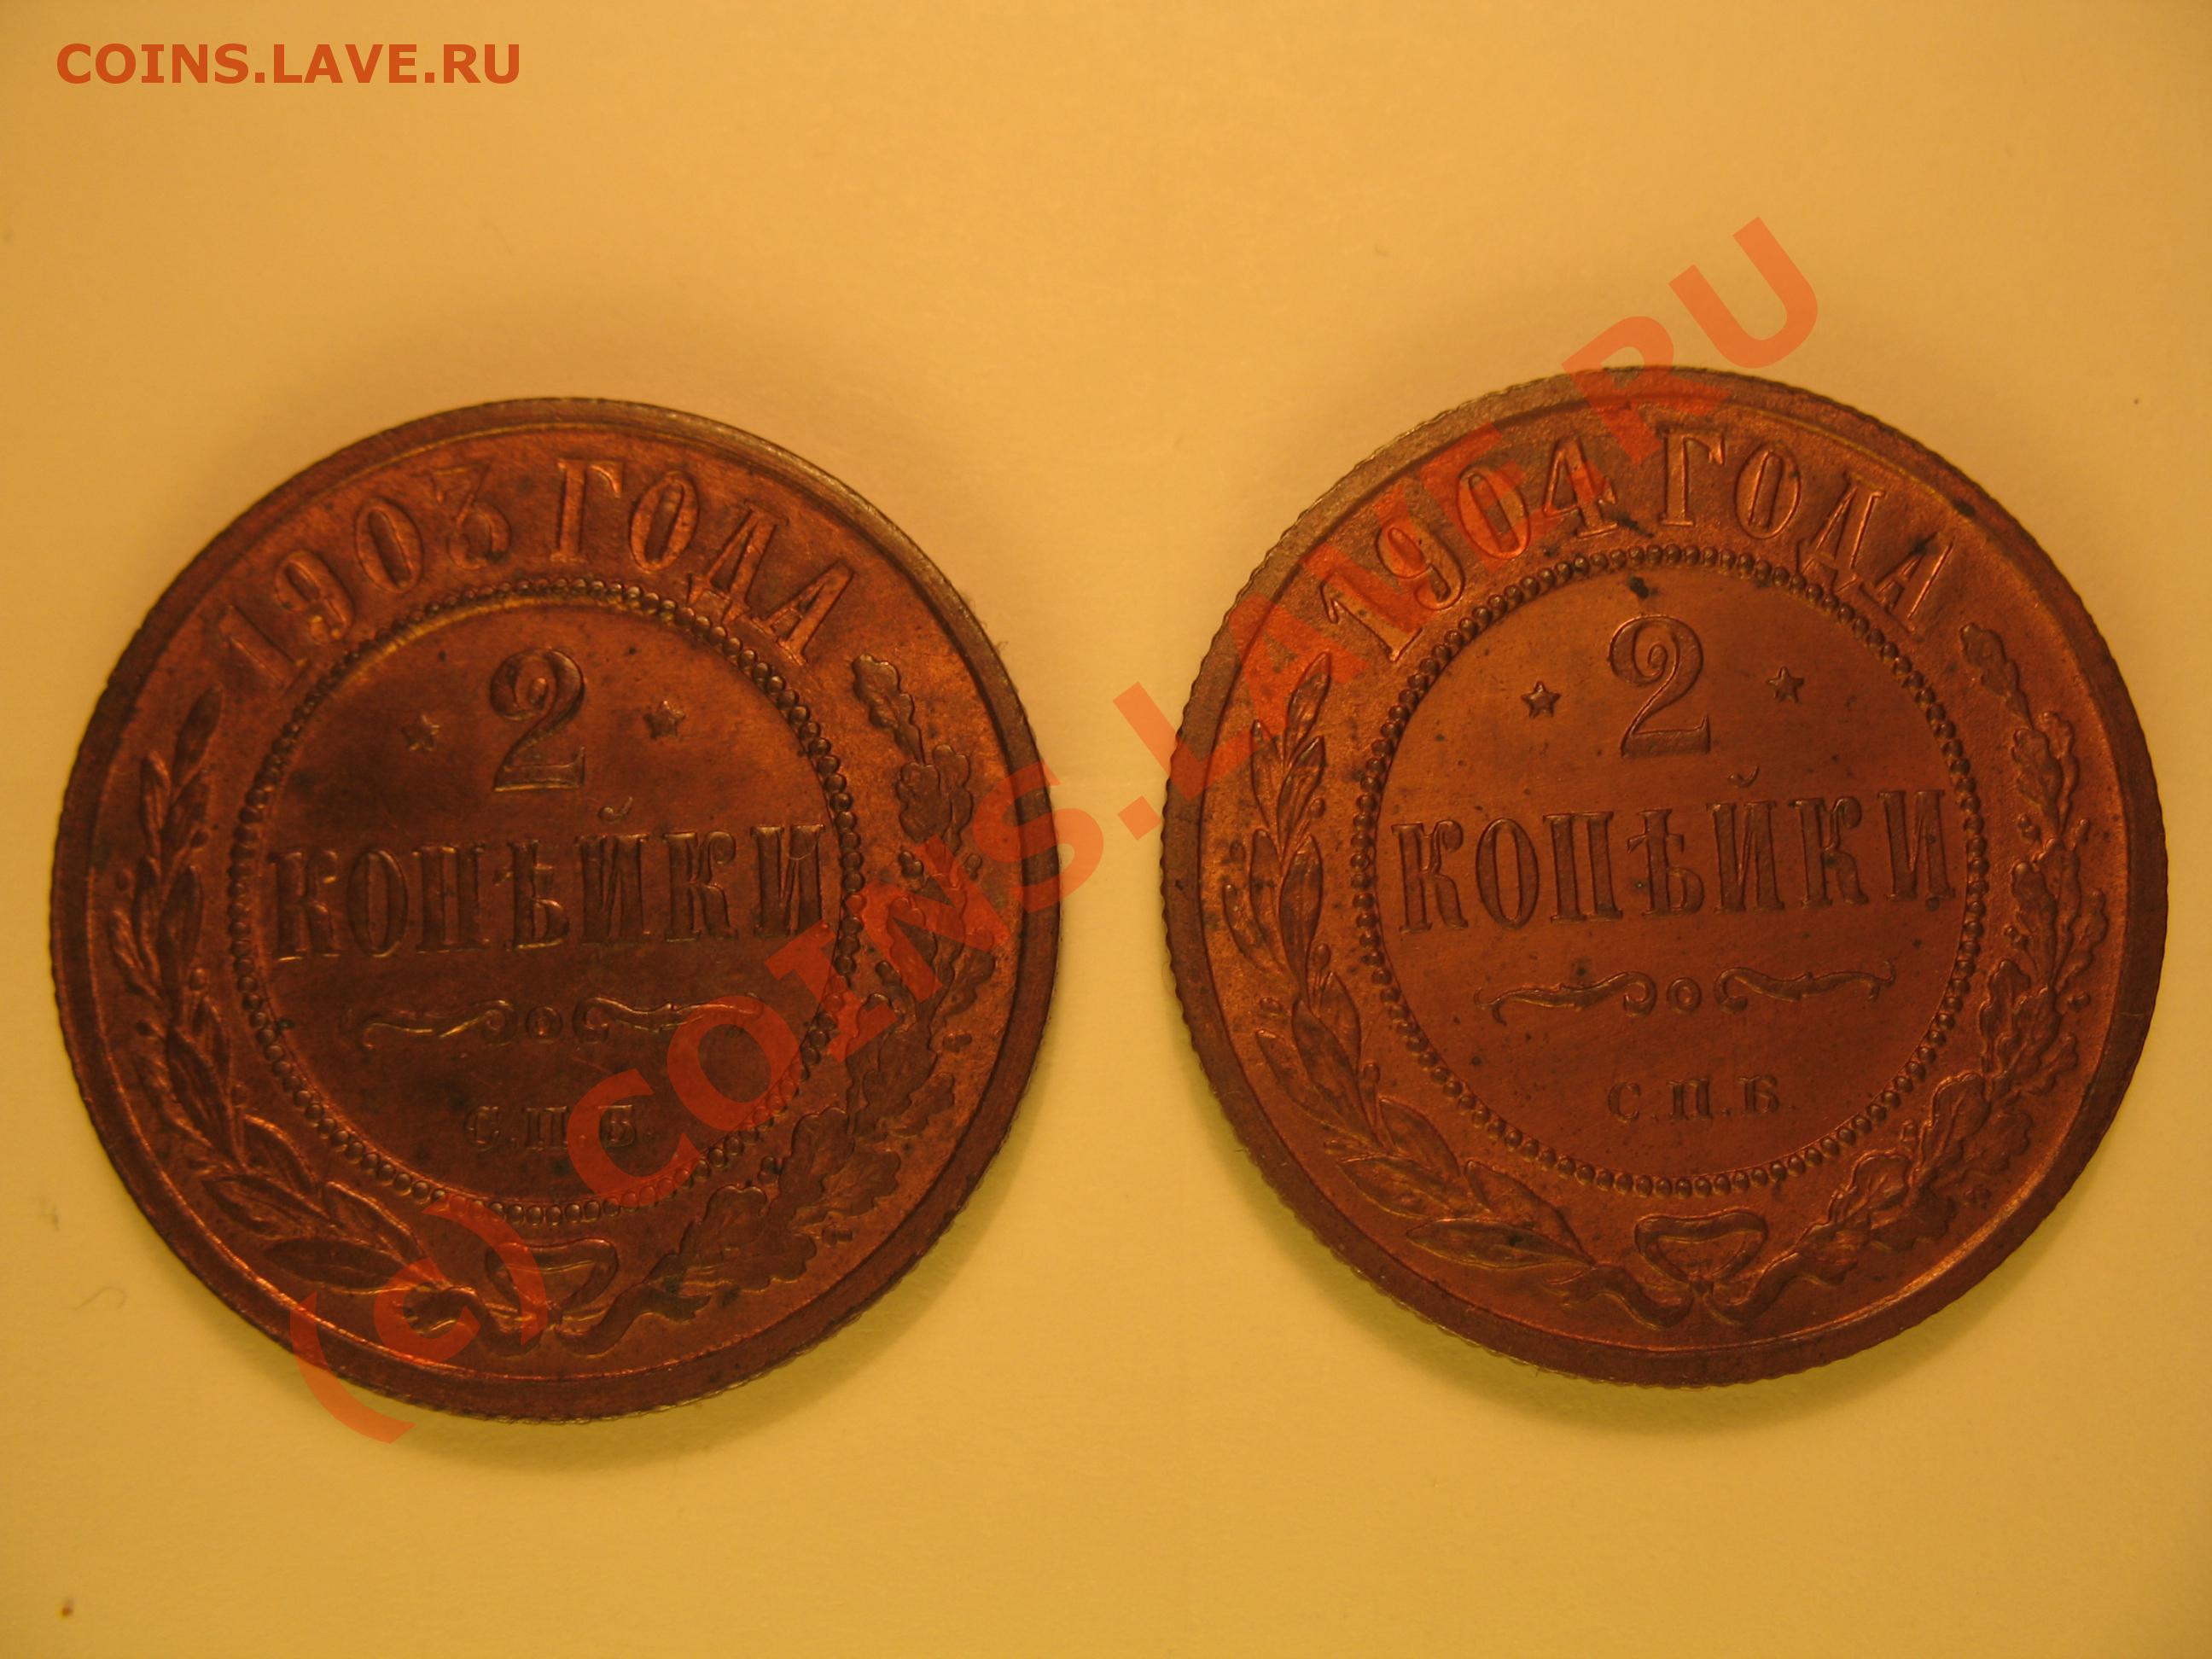 COINS.LAVE.RU
1903 ГОДА
2
КОПѢЙКИ
С.П.Б.
1904 ГОДА
2
КОПѢЙКИ
С.П.Б.
(c) COINS.LAVE.RU